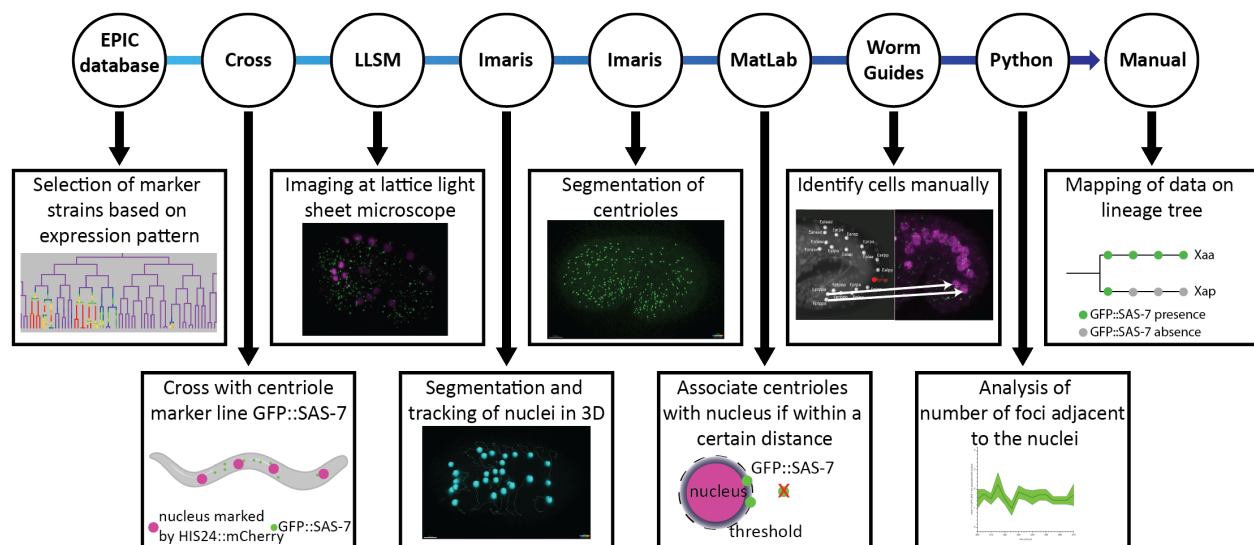 EPIC
database
Cross
LLSM
Imaris
Imaris
MatLab
Worm
Guides
Python
Manual
Selection of marker
strains based on
expression pattern
Imaging at lattice light
sheet microscope
Segmentation of
centrioles
Identify cells manually
Mapping of data on
lineage tree
Xaa
Xap
GFP::SAS-7 presence
GFP::SAS-7 absence
Cross with centriole
marker line GFP::SAS-7
nucleus marked
by HIS24::mCherry
GFP::SAS-7
Segmentation and
tracking of nuclei in 3D
Associate centrioles
with nucleus if within a
certain distance
GFP::SAS-7
nucleus
X
threshold
Analysis of
number of foci adjacent
to the nuclei